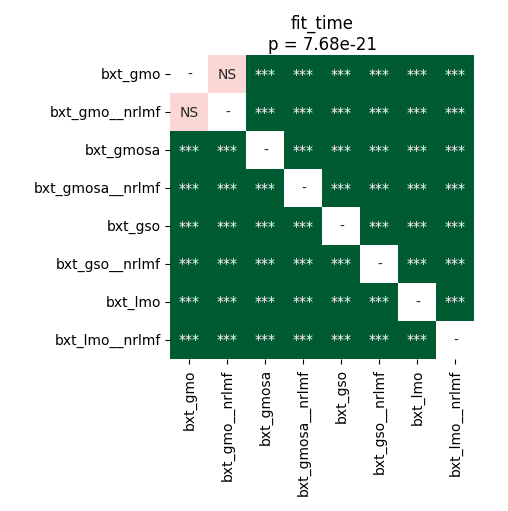 fit_time
p = 7.68e-21
bxt_gmo - NS *** *** *** *** *** ***
bxt_gmo__nrlmf NS - *** *** *** *** *** ***
bxt_gmosa *** *** - *** *** *** *** ***
bxt_gmosa__nrlmf *** *** *** - *** *** *** ***
bxt_gso *** *** *** *** - *** *** ***
bxt_gso__nrlmf *** *** *** *** *** - *** ***
bxt_lmo *** *** *** *** *** *** - ***
bxt_lmo__nrlmf *** *** *** *** *** *** *** -
bxt_gmo
bxt_gmo__nrlmf
bxt_gmosa
bxt_gmosa__nrlmf
bxt_gso
bxt_gso__nrlmf
bxt_lmo
bxt_lmo__nrlmf